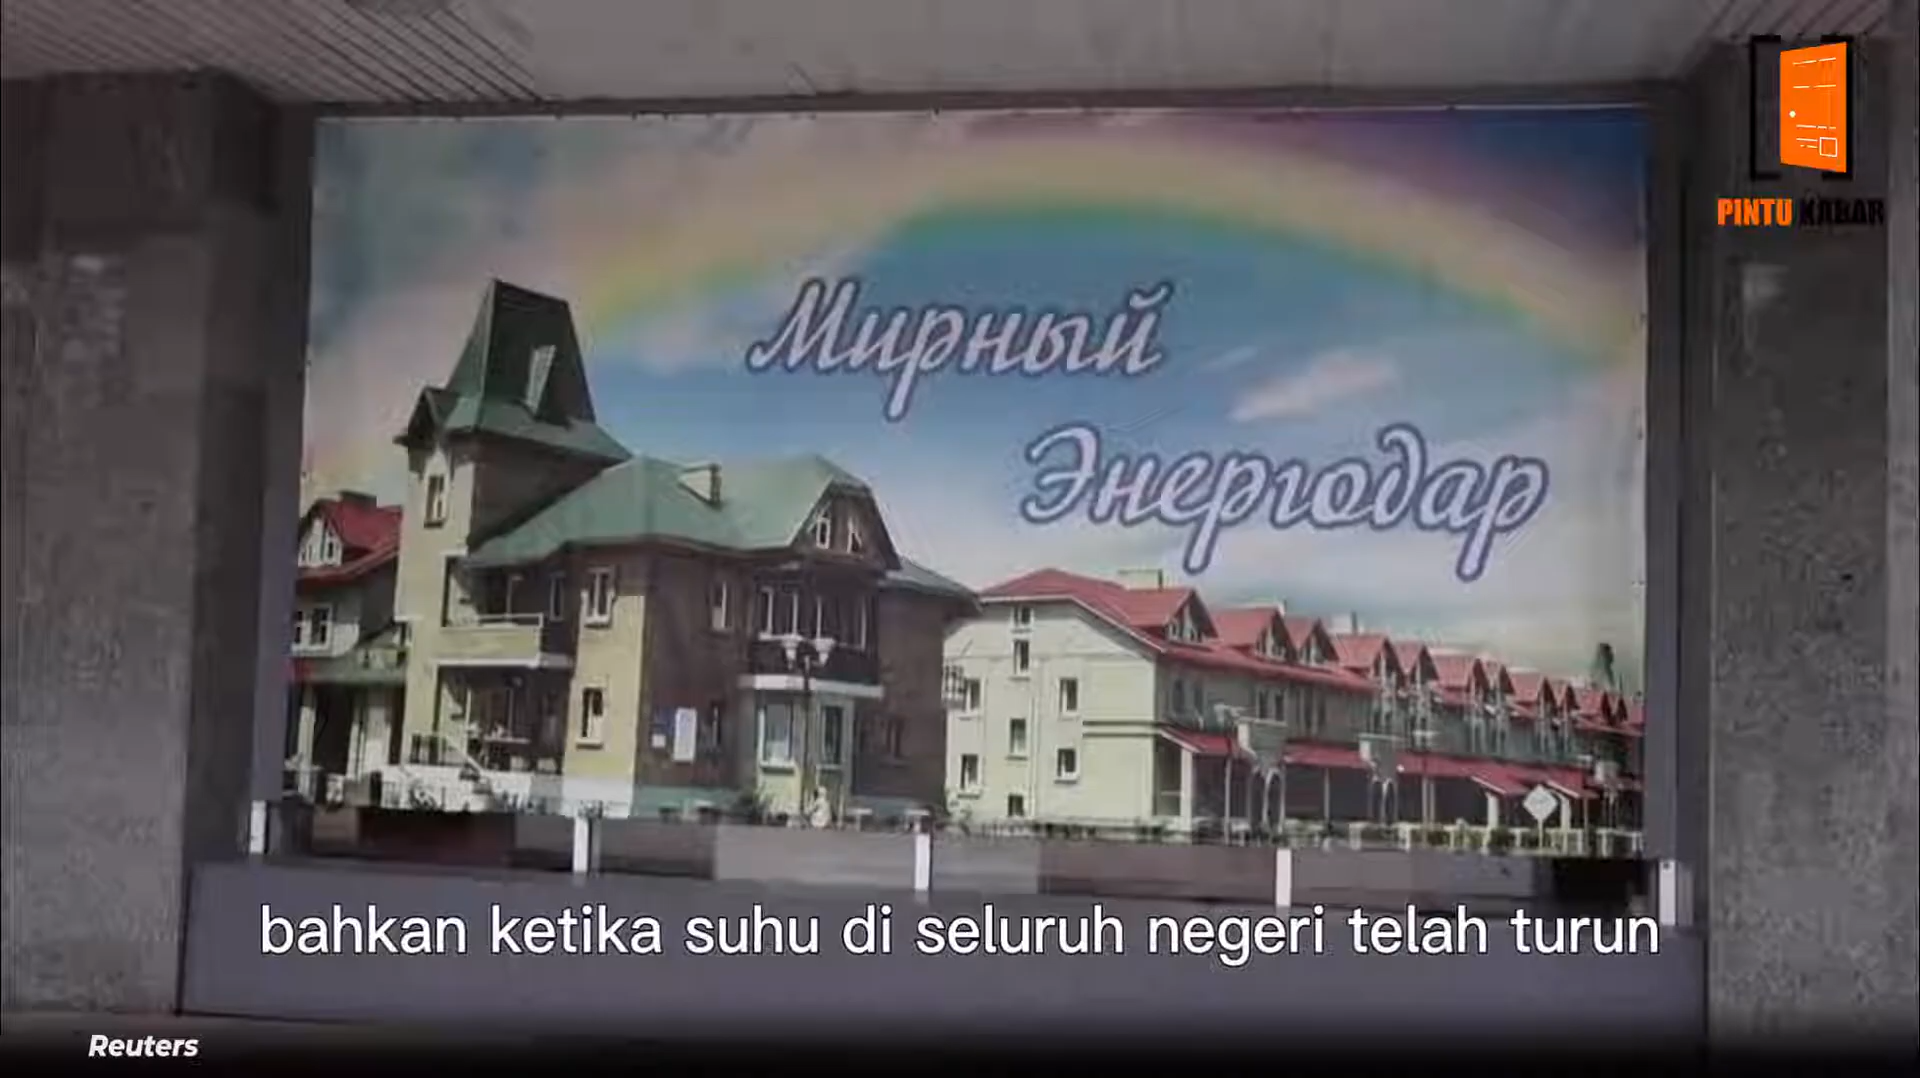 PINTU KABAR
Мирный
Энергодар
bahkan ketika suhu di seluruh negeri telah turun
Reuters